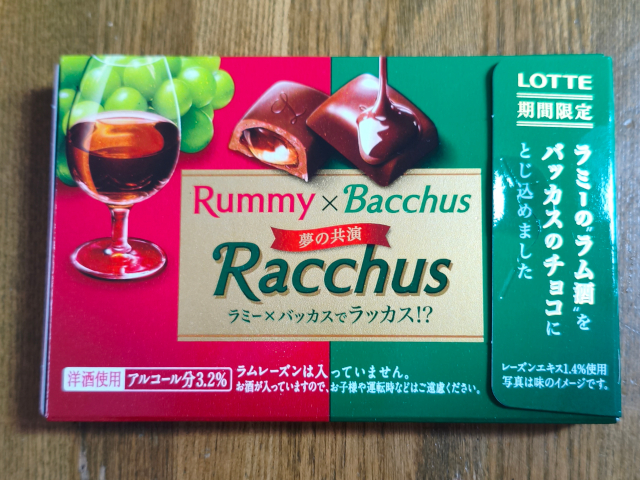 LOTTE
期間限定
ラミーの"ラム酒"を
バッカスのチョコに
とじ込めました
Rummy×Bacchus
夢の共演
Racchus
ラミー×バッカスでラッカス!?
洋酒使用
アルコール分3.2%
ラムレーズンは入っていません。
お酒が入っていますので、お子様や運転時などはご遠慮ください。
レーズンエキス1.4%使用
写真は味のイメージです。